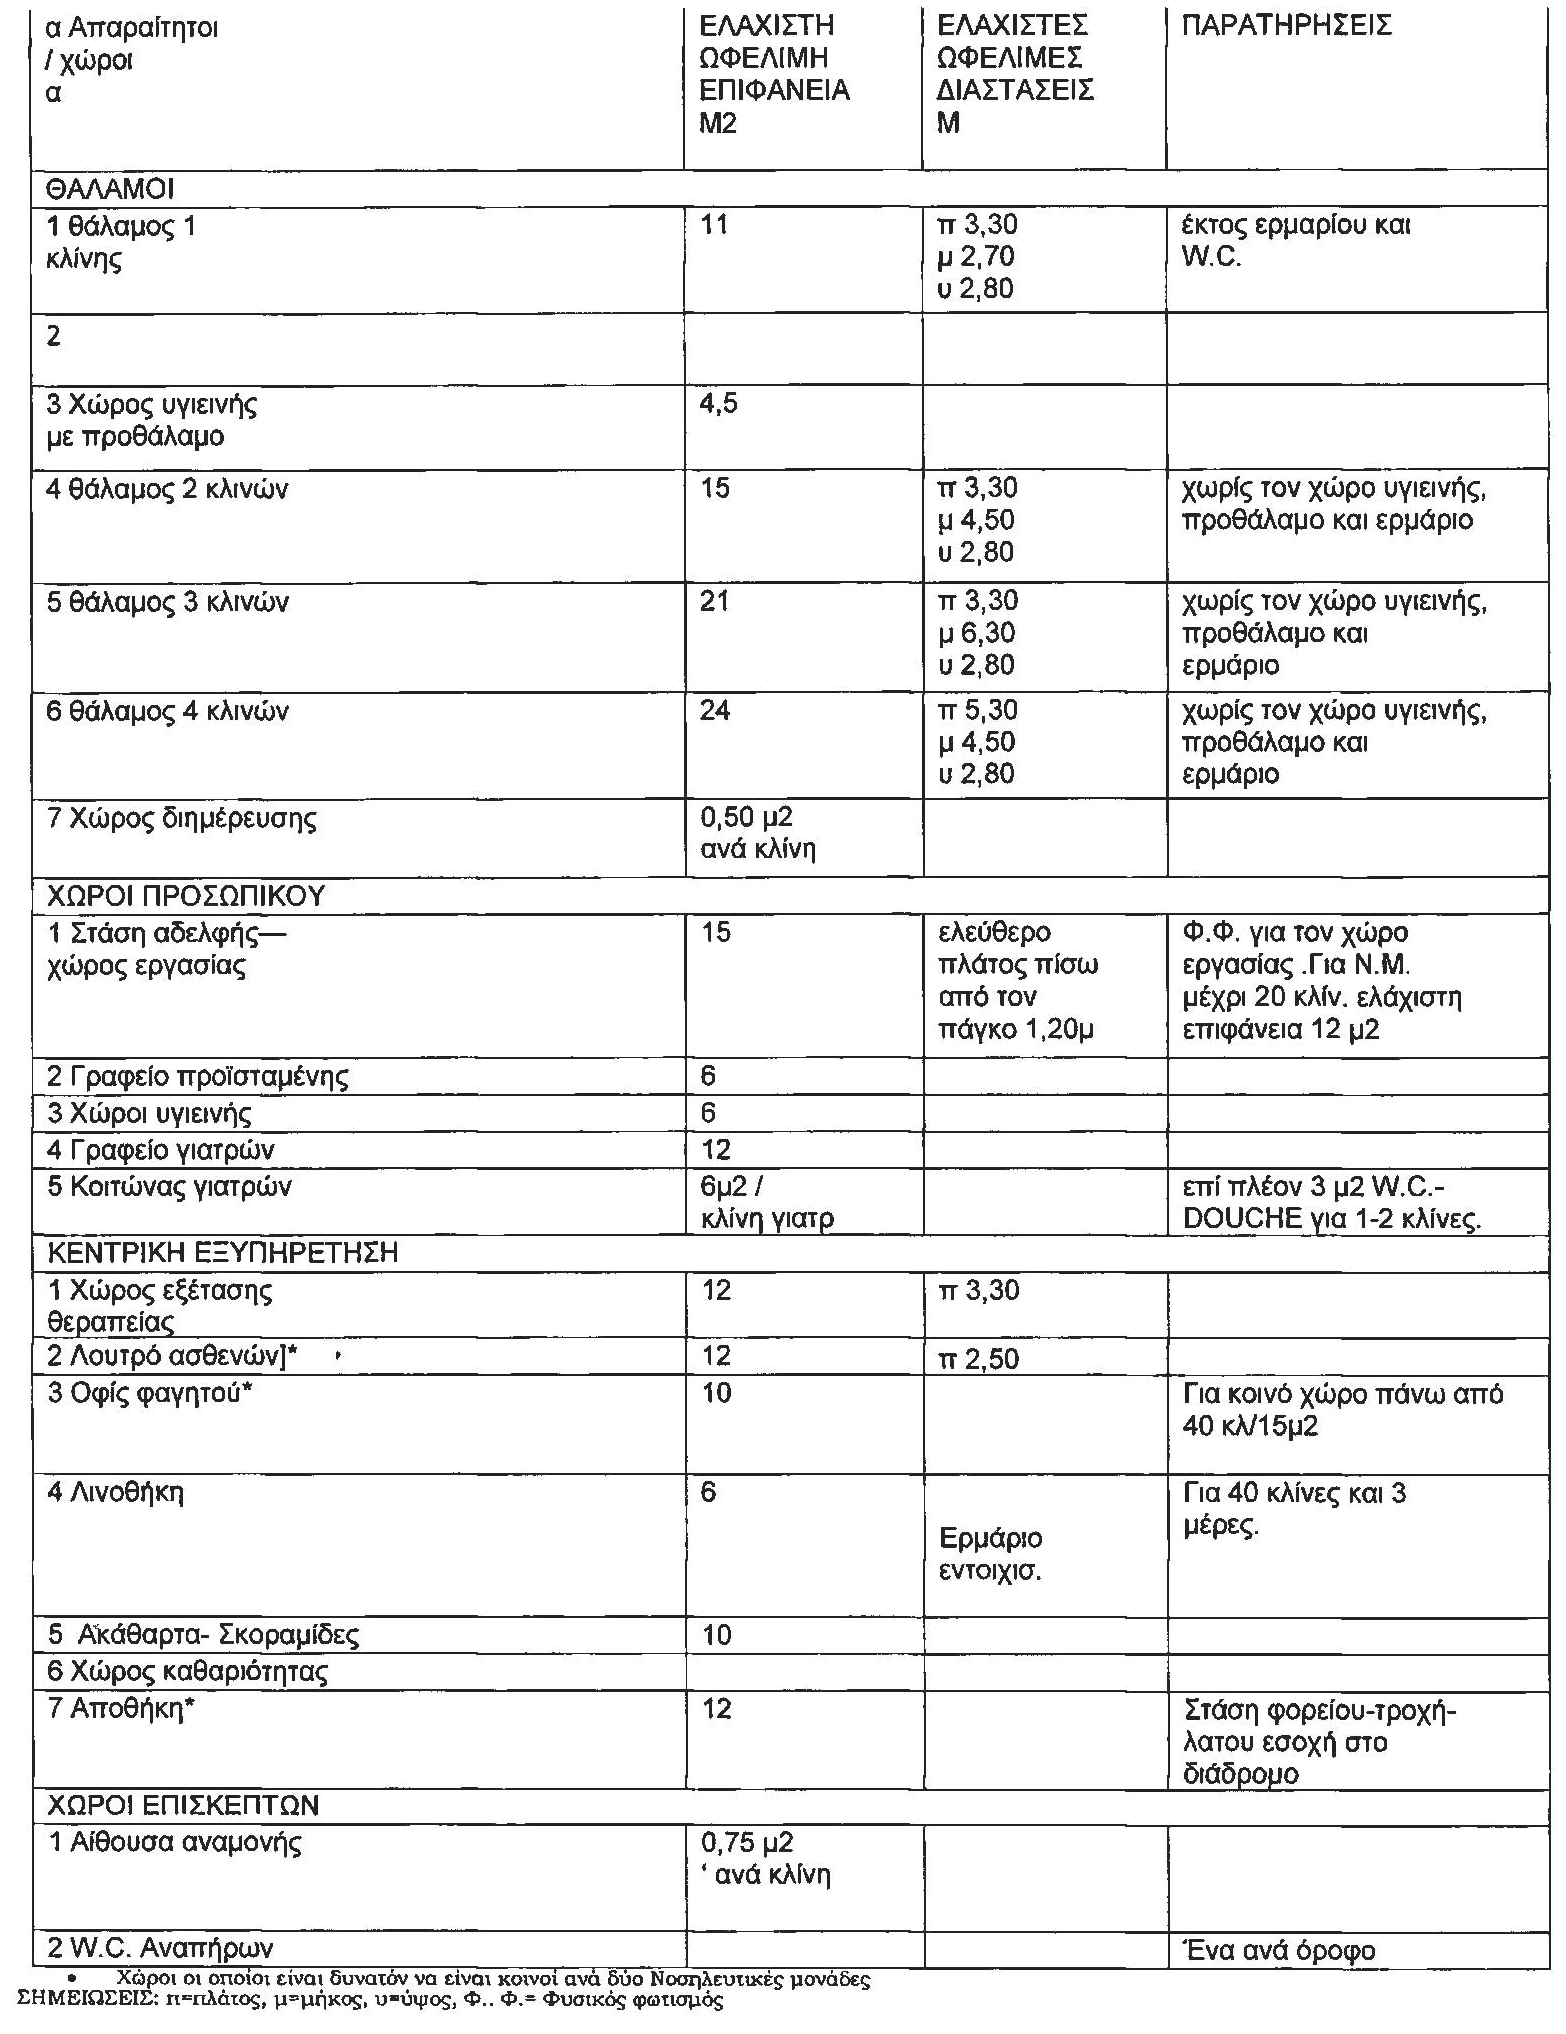 α Απαραίτητοι
/ χώροι
α
ΕΛΑΧΙΣΤΗ
ΩΦΕΛΙΜΗ
ΕΠΙΦΑΝΕΙΑ
Μ2
ΕΛΑΧΙΣΤΕΣ
ΩΦΕΛΙΜΕΣ
ΔΙΑΣΤΑΣΕΙΣ
Μ
ΠΑΡΑΤΗΡΗΣΕΙΣ
ΘΑΛΑΜΟΙ
1 θάλαμος 1
κλίνης
11
π 3,30
μ 2,70
υ 2,80
έκτος ερμαρίου και
W.C.
2
3 Χώρος υγιεινής
με προθάλαμο
4,5
4 θάλαμος 2 κλινών
15
π 3,30
μ 4,50
υ 2,80
χωρίς τον χώρο υγιεινής,
προθάλαμο και ερμάριο
5 θάλαμος 3 κλινών
21
π 3,30
μ 6,30
υ 2,80
χωρίς τον χώρο υγιεινής,
προθάλαμο και
ερμάριο
6 θάλαμος 4 κλινών
24
π 5,30
μ 4,50
υ 2,80
χωρίς τον χώρο υγιεινής,
προθάλαμο και
ερμάριο
7 Χώρος διημέρευσης
0,50 μ2
ανά κλίνη
ΧΩΡΟΙ ΠΡΟΣΩΠΙΚΟΥ
1 Στάση αδελφής—
χώρος εργασίας
15
ελεύθερο
πλάτος πίσω
από τον
πάγκο 1,20μ
Φ.Φ. για τον χώρο
εργασίας .Για Ν.Μ.
μέχρι 20 κλίν. ελάχιστη
επιφάνεια 12 μ2
2 Γραφείο προϊσταμένης
6
3 Χώροι υγιεινής
6
4 Γραφείο γιατρών
12
5 Κοιτώνας γιατρών
6μ2 /
κλίνη γιατρ
επί πλέον 3 μ2 W.C.-
DOUCHE για 1-2 κλίνες.
ΚΕΝΤΡΙΚΗ ΕΞΥΠΗΡΕΤΗΣΗ
1 Χώρος εξέτασης
θεραπείας
12
π 3,30
2 Λουτρό ασθενών]*
12
π 2,50
3 Οφίς φαγητού*
10
Για κοινό χώρο πάνω από
40 κλ/15μ2
4 Λινοθήκη
6
Ερμάριο
εντοιχισ.
Για 40 κλίνες και 3
μέρες.
5 Ακάθαρτα- Σκοραμίδες
10
6 Χώρος καθαριότητας
7 Αποθήκη*
12
Στάση φορείου-τροχή-
λατου εσοχή στο
διάδρομο
ΧΩΡΟΙ ΕΠΙΣΚΕΠΤΩΝ
1 Αίθουσα αναμονής
0,75 μ2
‘ ανά κλίνη
2 W.C. Αναπήρων
Ένα ανά όροφο
• Χώροι οι οποίοι είναι δυνατόν να είναι κοινοί ανά δύο Νοσηλευτικές μονάδες
ΣΗΜΕΙΩΣΕΙΣ: π=πλάτος, μ=μήκος, υ=ύψος, Φ.. Φ.= Φυσικός φωτισμός